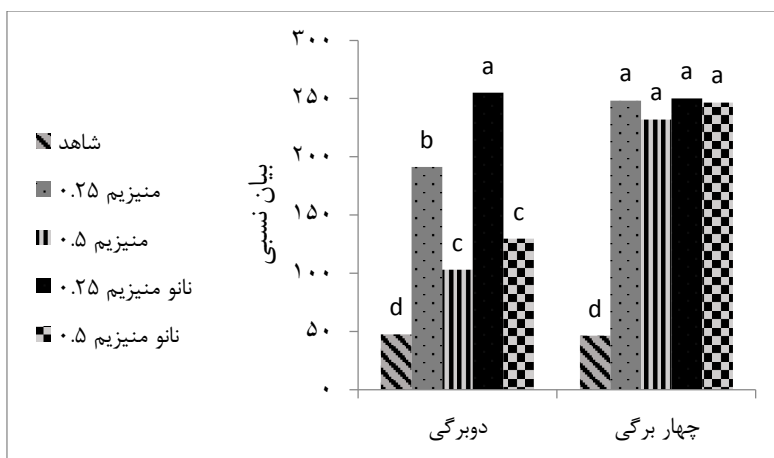 ۳۰۰
۲۵۰
۲۰۰
۱۵۰
۱۰۰
۵۰
۰
بیان نسبی
d
b
c
a
c
d
a
a
a
a
دوبرگی
چهار برگی
شاهد
منیزیم ۰.۲۵
منیزیم ۰.۵
نانو منیزیم ۰.۲۵
نانو منیزیم ۰.۵